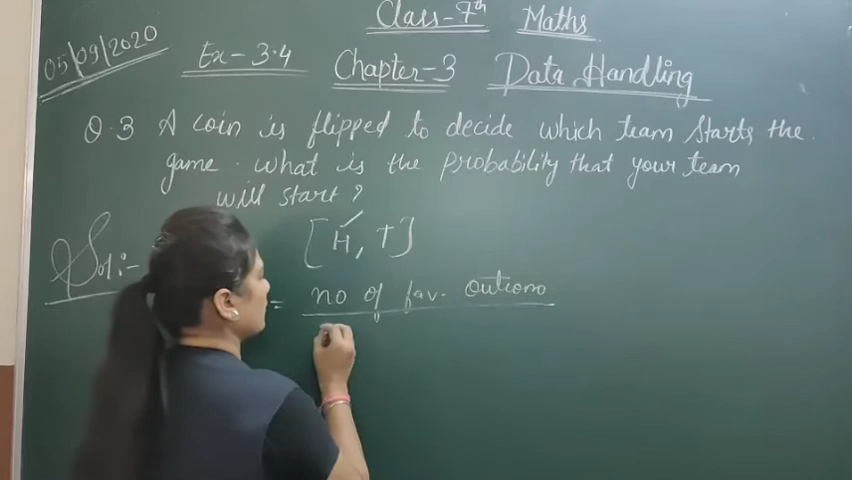 Class-7th Maths
05/09/2020
Ex-3.4 Chapter-3 Data Handling
Q.3 A coin is flipped to decide which team starts the
game. what is the probability that your team
will start?
Sol:-
[H, T]
= no of fav. outcomo